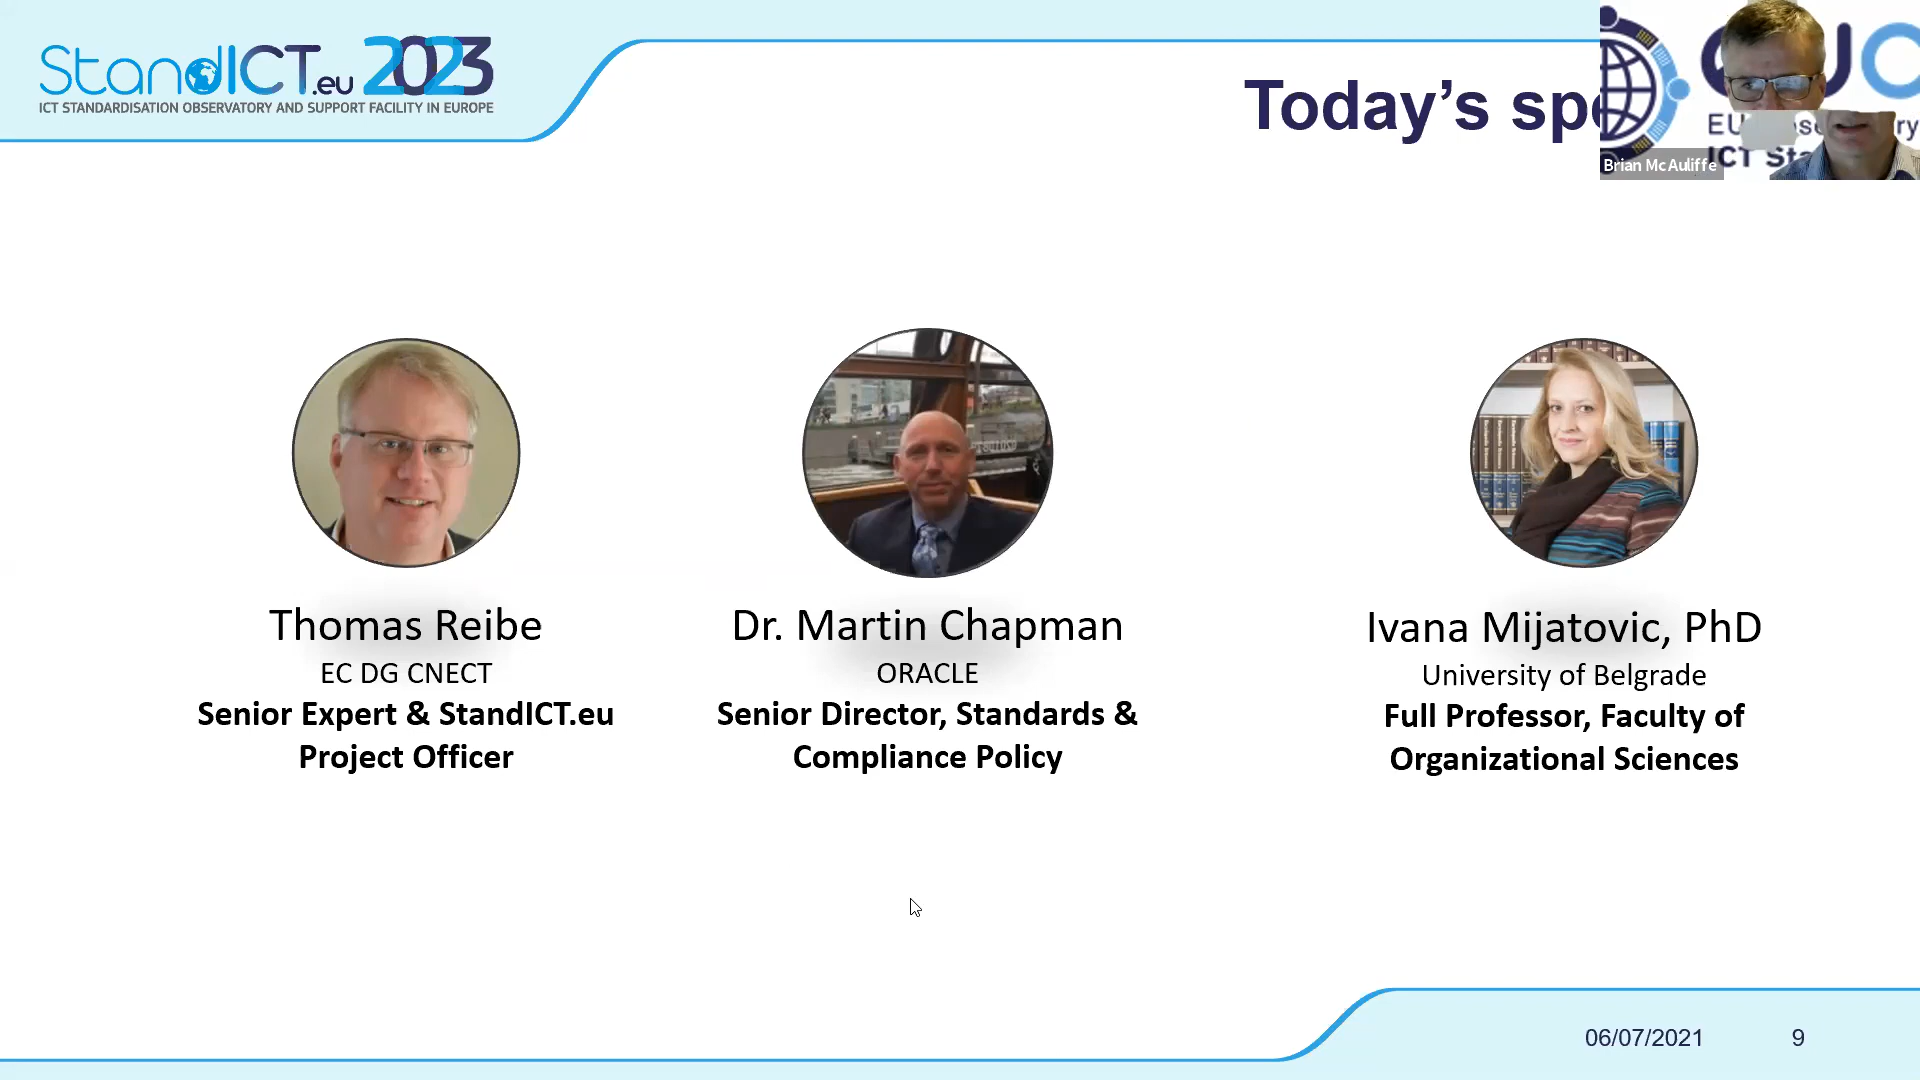 StandICT.eu 2023
ICT STANDARDISATION OBSERVATORY AND SUPPORT FACILITY IN EUROPE
Today's
EU
ICT
Brian McAuliffe
Thomas Reibe
EC DG CNECT
Senior Expert & StandICT.eu
Project Officer
Dr. Martin Chapman
ORACLE
Senior Director, Standards &
Compliance Policy
Ivana Mijatovic, PhD
University of Belgrade
Full Professor, Faculty of
Organizational Sciences
06/07/2021
9